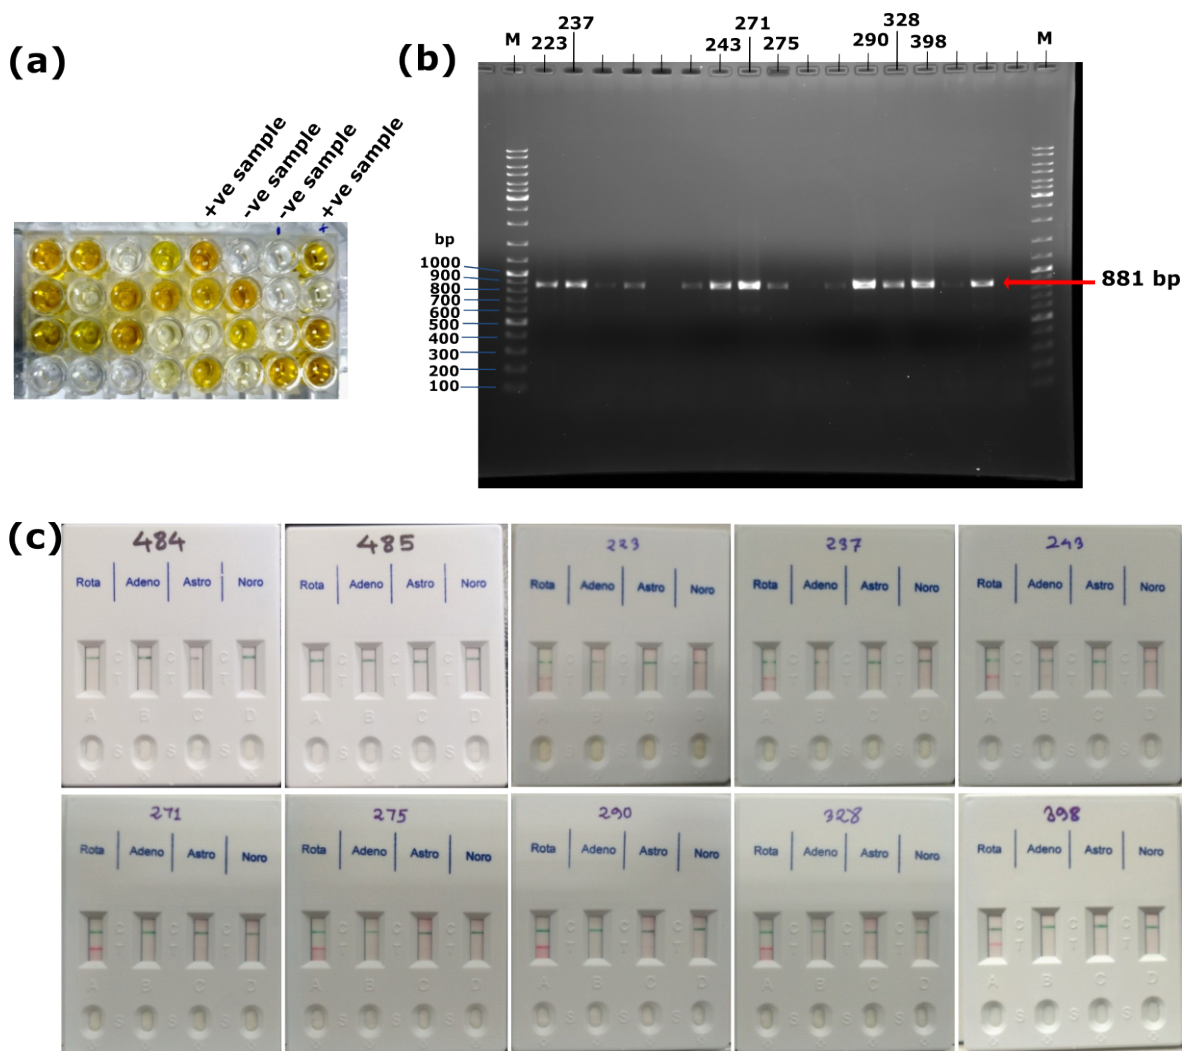 (a)
+ve sample
-ve sample
-ve sample
+ve sample
- +
(b)
237 271 328
M 223 243 275 290 398 M
bp
1000
900
800
700
600
500
400
300
200
100
881 bp
(c)
484
Rota Adeno Astro Noro
C T C T C T
A B C D
S S S
485
Rota Adeno Astro Noro
C T C T C T
A B C D
S S S
223
Rota Adeno Astro Noro
C T C T C T
A B C D
S S S
237
Rota Adeno Astro Noro
C T C T C T
A B C D
S S S
243
Rota Adeno Astro Noro
C T C T C T
A B C D
S S S
271
Rota Adeno Astro Noro
C T C T C T
A B C D
S S S
275
Rota Adeno Astro Noro
C T C T C T
A B C D
S S S
290
Rota Adeno Astro Noro
C T C T C T
A B C D
S S S
328
Rota Adeno Astro Noro
C T C T C T
A B C D
S S S
398
Rota Adeno Astro Noro
C T C T C T
A B C D
S S S